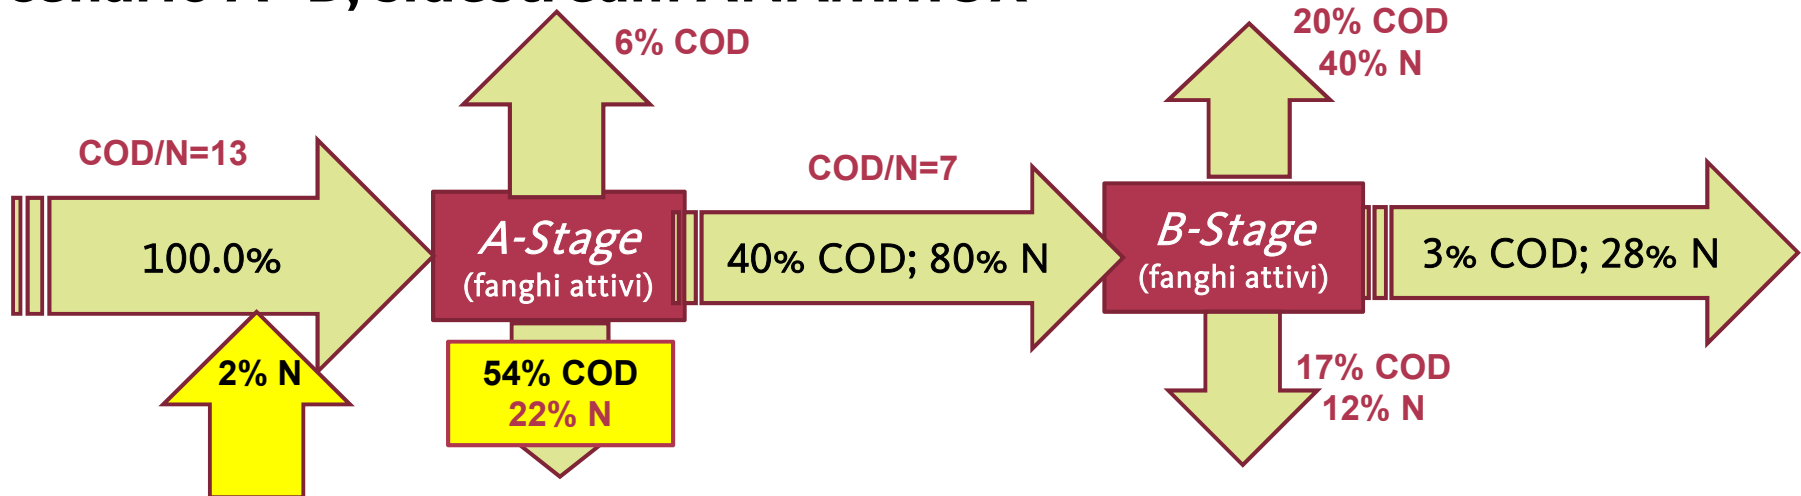 6% COD
20% COD
40% N
COD/N=13
COD/N=7
100.0%
A-Stage
(fanghi attivi)
40% COD; 80% N
B-Stage
(fanghi attivi)
3% COD; 28% N
2% N
54% COD
22% N
17% COD
12% N